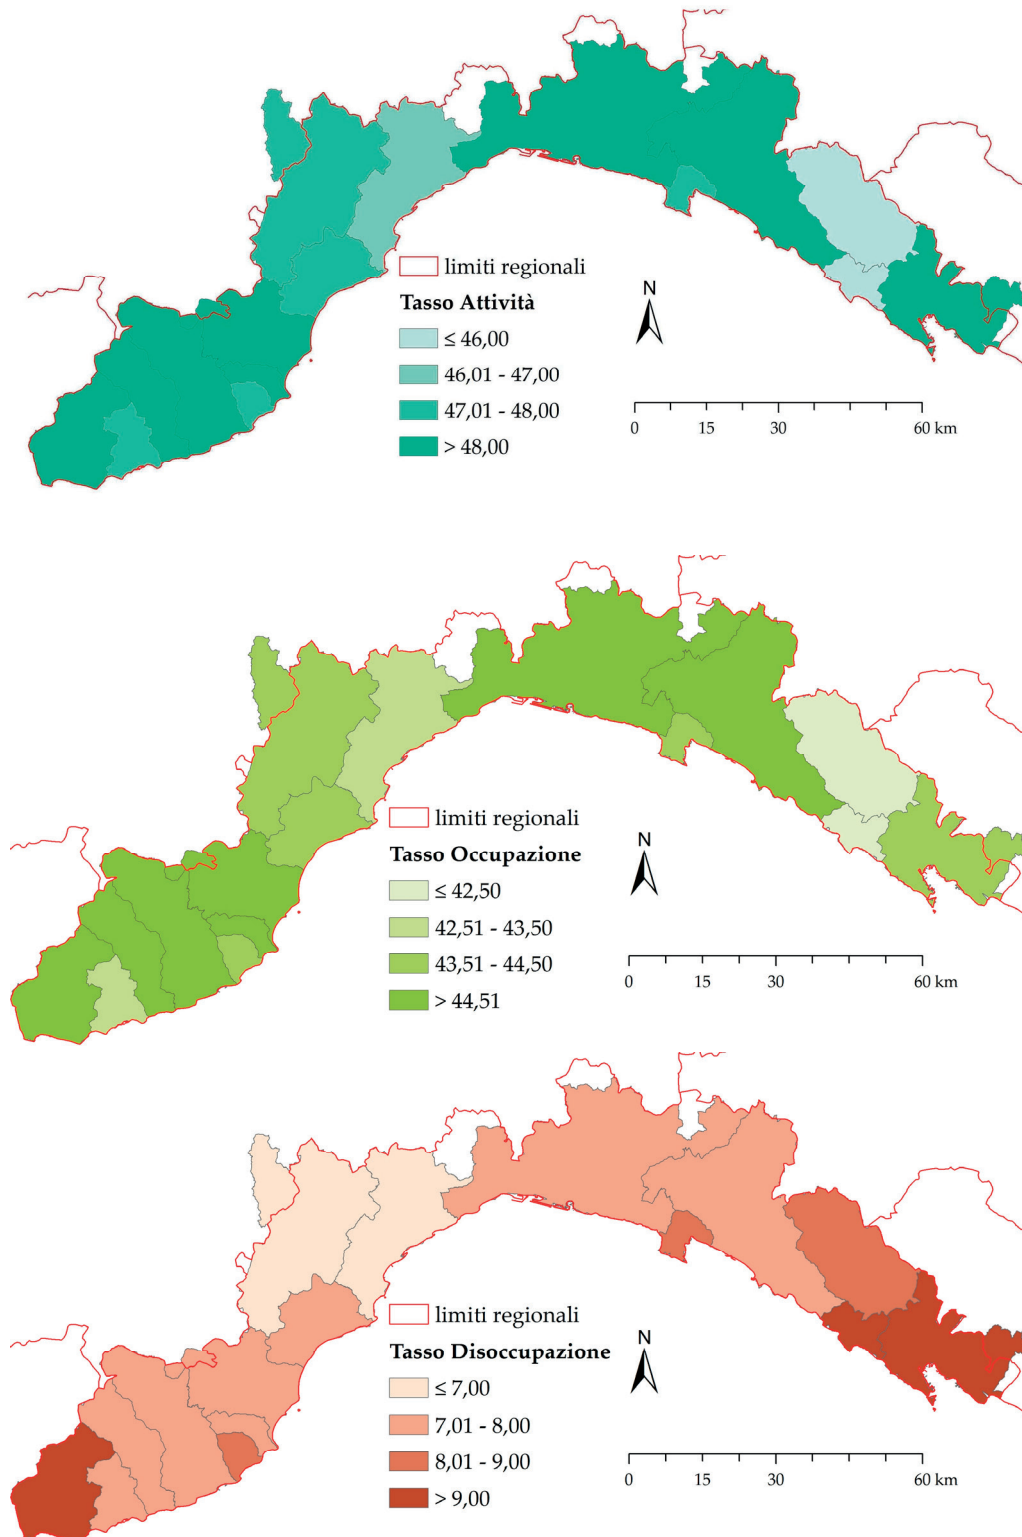 limiti regionali
Tasso Attività
≤ 46,00
46,01 - 47,00
47,01 - 48,00
> 48,00
N
0 15 30 60 km
limiti regionali
Tasso Occupazione
≤ 42,50
42,51 - 43,50
43,51 - 44,50
> 44,51
N
0 15 30 60 km
limiti regionali
Tasso Disoccupazione
≤ 7,00
7,01 - 8,00
8,01 - 9,00
> 9,00
N
0 15 30 60 km